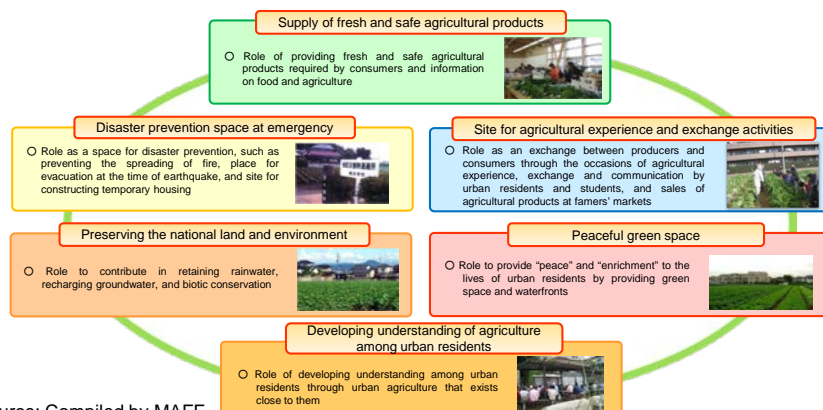 Supply of fresh and safe agricultural products
○ Role of providing fresh and safe agricultural
products required by consumers and information
on food and agriculture
Disaster prevention space at emergency
○ Role as a space for disaster prevention, such as
preventing the spreading of fire, place for
evacuation at the time of earthquake, and site for
constructing temporary housing
Site for agricultural experience and exchange activities
○ Role as an exchange between producers and
consumers through the occasions of agricultural
experience, exchange and communication by
urban residents and students, and sales of
agricultural products at famers' markets
Preserving the national land and environment
○ Role to contribute in retaining rainwater,
recharging groundwater, and biotic conservation
Peaceful green space
○ Role to provide “peace” and “enrichment” to the
lives of urban residents by providing green
space and waterfronts
Developing understanding of agriculture
among urban residents
○ Role of developing understanding among urban
residents through urban agriculture that exists
close to them
Compiled by MAFF